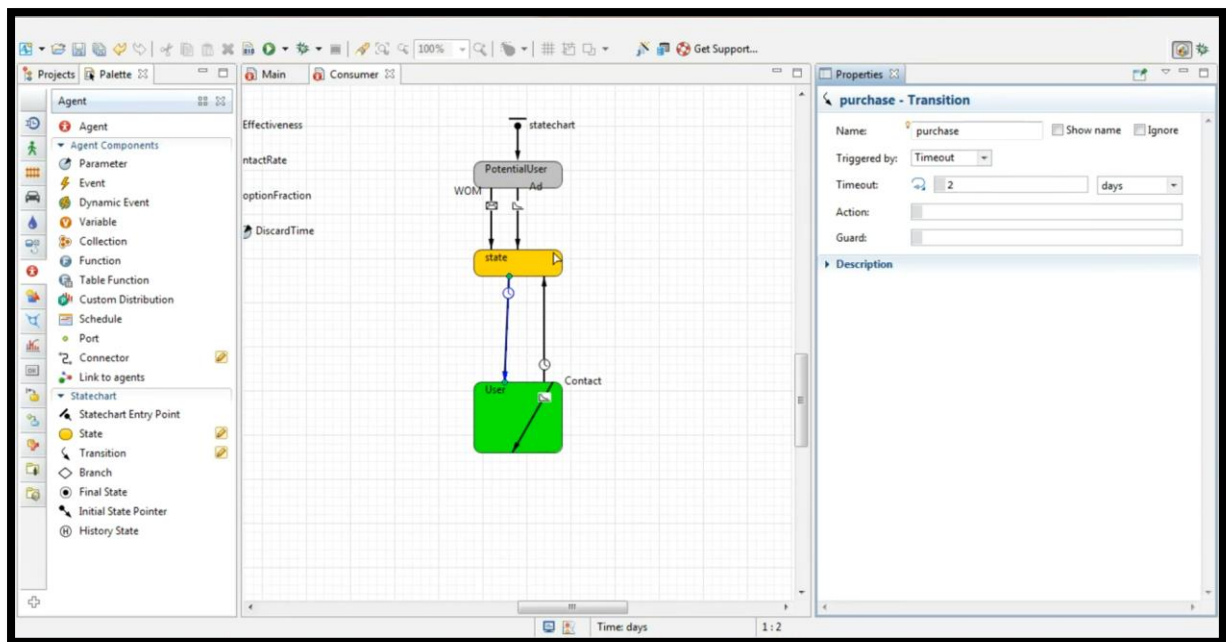 100%
Get Support...
Projects
Palette
Main
Consumer
Properties
Agent
Agent
Agent Components
Parameter
Event
Dynamic Event
Variable
Collection
Function
Table Function
Custom Distribution
Schedule
Port
Connector
Link to agents
Statechart
Statechart Entry Point
State
Transition
Branch
Final State
Initial State Pointer
History State
Effectiveness
ntactRate
optionFraction
DiscardTime
statechart
PotentialUser
WOM
Ad
state
User
Contact
purchase - Transition
Name:
purchase
Show name
Ignore
Triggered by:
Timeout
Timeout:
2
days
Action:
Guard:
Description
Time: days
1 : 2